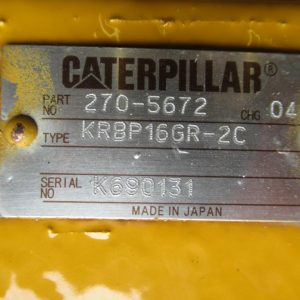 CATERPILLAR®
PART NO 270-5672 CHG 04
TYPE KRBP16GR-2C
SERIAL NO K690131
MADE IN JAPAN